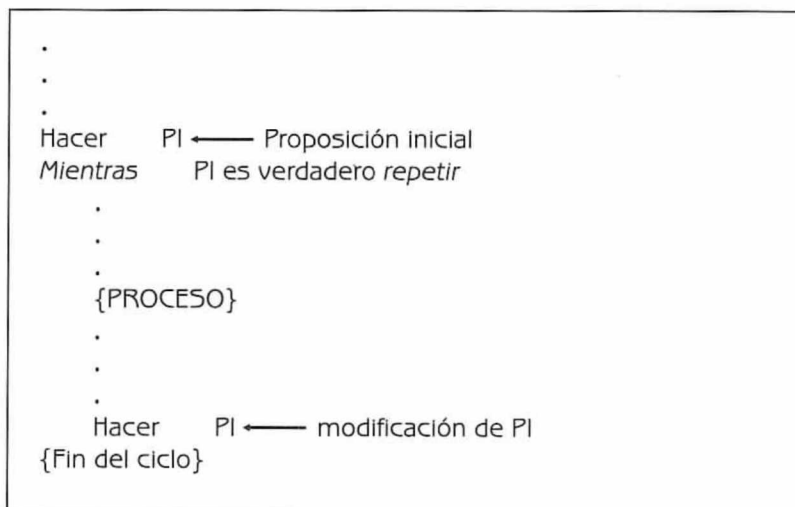 .
.
.
Hacer PI ← Proposición inicial
Mientras PI es verdadero repetir
.
.
.
{PROCESO}
.
.
.
Hacer PI ← modificación de PI
{Fin del ciclo}